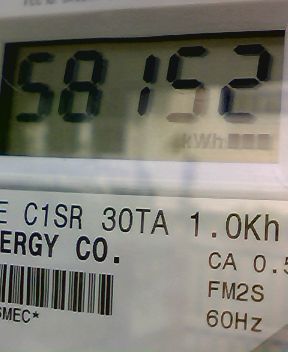 58152
kWh
E C1SR 30TA 1.0Kh
ERGY CO.
CA 0.5
FM2S
60Hz
SMEC*